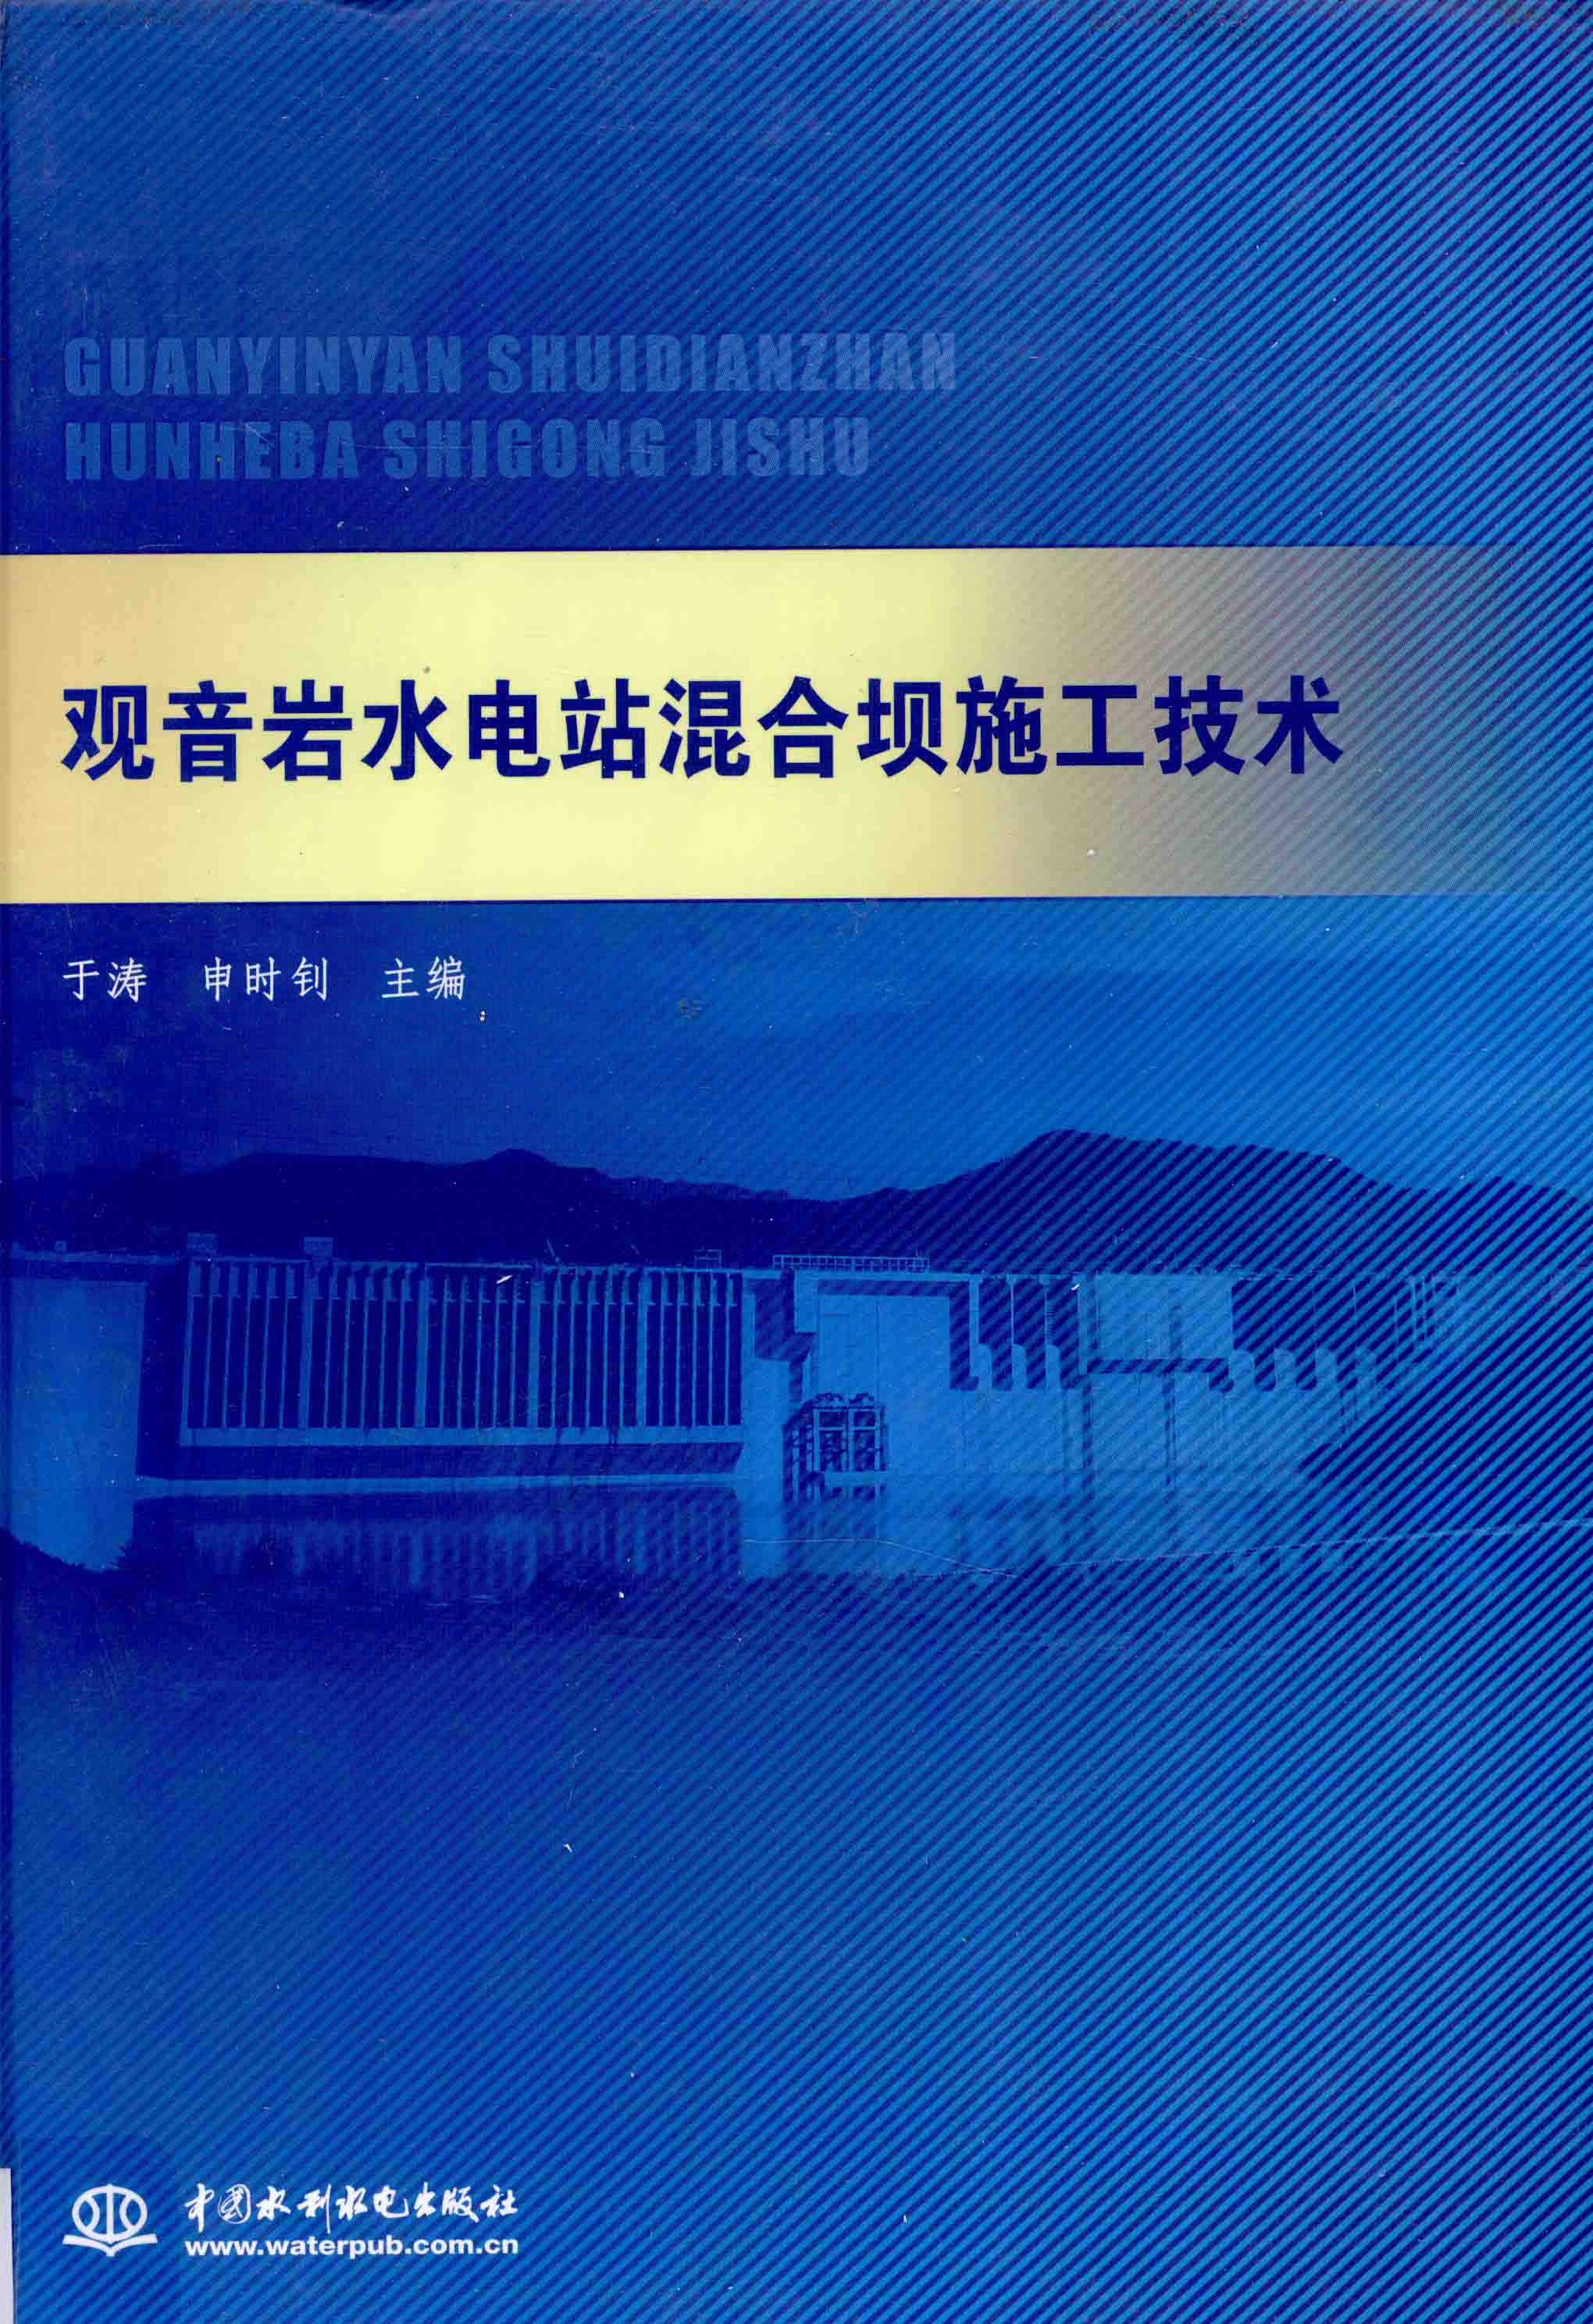 GUANYINYAN SHUIDIANZHAN
HUNHEBA SHIGONG JISHU
观音岩水电站混合坝施工技术
于涛 申时钊 主编
中国水利水电出版社
www.waterpub.com.cn